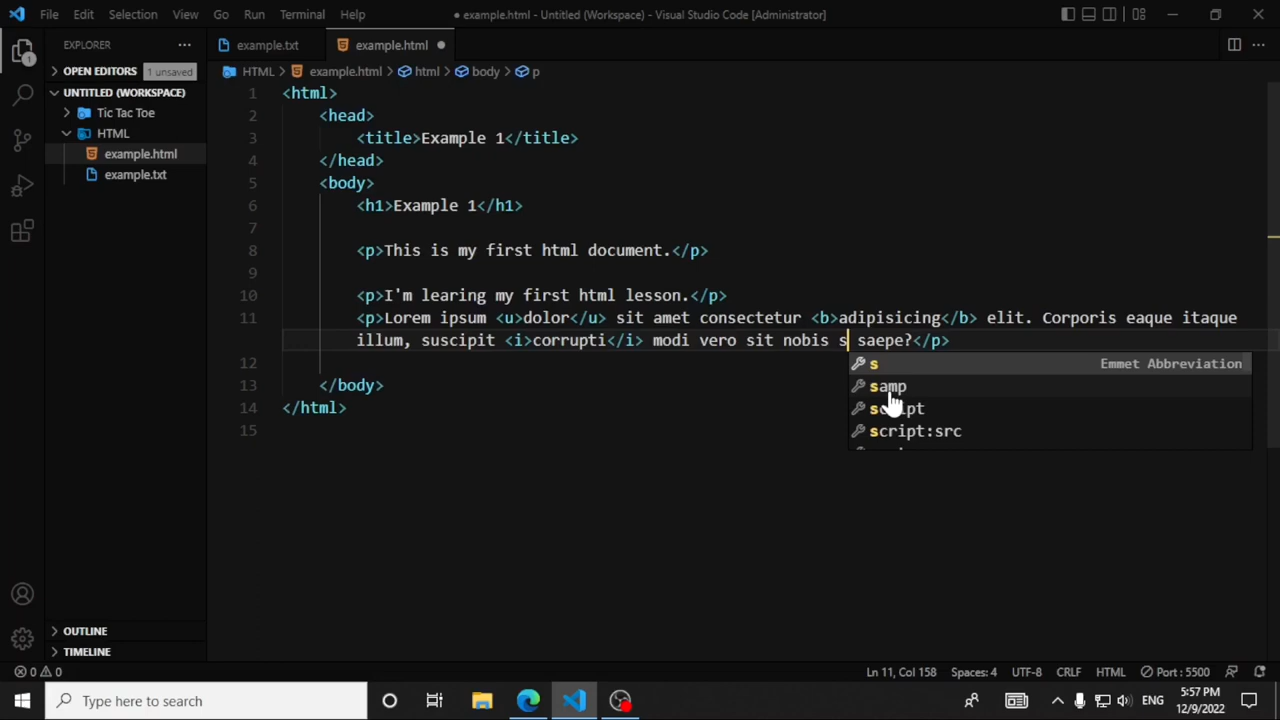 File Edit Selection View Go Run Terminal Help ● example.html - Untitled (Workspace) - Visual Studio Code [Administrator]
EXPLORER ···
example.txt example.html ●
OPEN EDITORS 1 unsaved
HTML > example.html > html > body > p
UNTITLED (WORKSPACE)
Tic Tac Toe
HTML
example.html
example.txt
1 <html>
2 <head>
3 <title>Example 1</title>
4 </head>
5 <body>
6 <h1>Example 1</h1>
7
8 <p>This is my first html document.</p>
9
10 <p>I'm learing my first html lesson.</p>
11 <p>Lorem ipsum <u>dolor</u> sit amet consectetur <b>adipisicing</b> elit. Corporis eaque itaque
illum, suscipit <i>corrupti</i> modi vero sit nobis s saepe?</p>
12
13 </body>
14 </html>
15
s Emmet Abbreviation
samp
script
script:src
OUTLINE
TIMELINE
0 0 Ln 11, Col 158 Spaces: 4 UTF-8 CRLF HTML Port : 5500
Type here to search
ENG 5:57 PM
12/9/2022
1